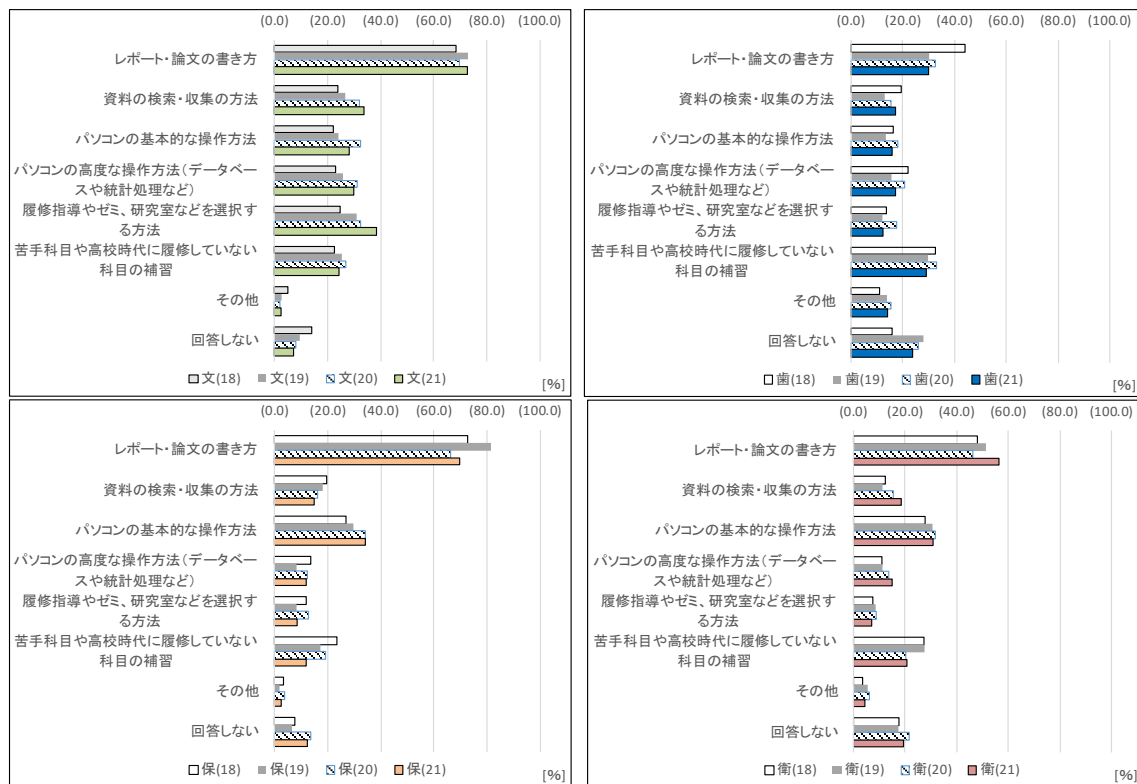 (0.0) (20.0) (40.0) (60.0) (80.0) (100.0)
レポート・論文の書き方
資料の検索・収集の方法
パソコンの基本的な操作方法
パソコンの高度な操作方法(データベー
スや統計処理など)
履修指導やゼミ、研究室などを選択す
る方法
苦手科目や高校時代に履修していない
科目の補習
その他
回答しない
文(18) 文(19) 文(20) 文(21)
[%]
(0.0) (20.0) (40.0) (60.0) (80.0) (100.0)
レポート・論文の書き方
資料の検索・収集の方法
パソコンの基本的な操作方法
パソコンの高度な操作方法(データベー
スや統計処理など)
履修指導やゼミ、研究室などを選択す
る方法
苦手科目や高校時代に履修していない
科目の補習
その他
回答しない
歯(18) 歯(19) 歯(20) 歯(21)
[%]
(0.0) (20.0) (40.0) (60.0) (80.0) (100.0)
レポート・論文の書き方
資料の検索・収集の方法
パソコンの基本的な操作方法
パソコンの高度な操作方法(データベー
スや統計処理など)
履修指導やゼミ、研究室などを選択す
る方法
苦手科目や高校時代に履修していない
科目の補習
その他
回答しない
保(18) 保(19) 保(20) 保(21)
[%]
(0.0) (20.0) (40.0) (60.0) (80.0) (100.0)
レポート・論文の書き方
資料の検索・収集の方法
パソコンの基本的な操作方法
パソコンの高度な操作方法(データベー
スや統計処理など)
履修指導やゼミ、研究室などを選択す
る方法
苦手科目や高校時代に履修していない
科目の補習
その他
回答しない
衛(18) 衛(19) 衛(20) 衛(21)
[%]